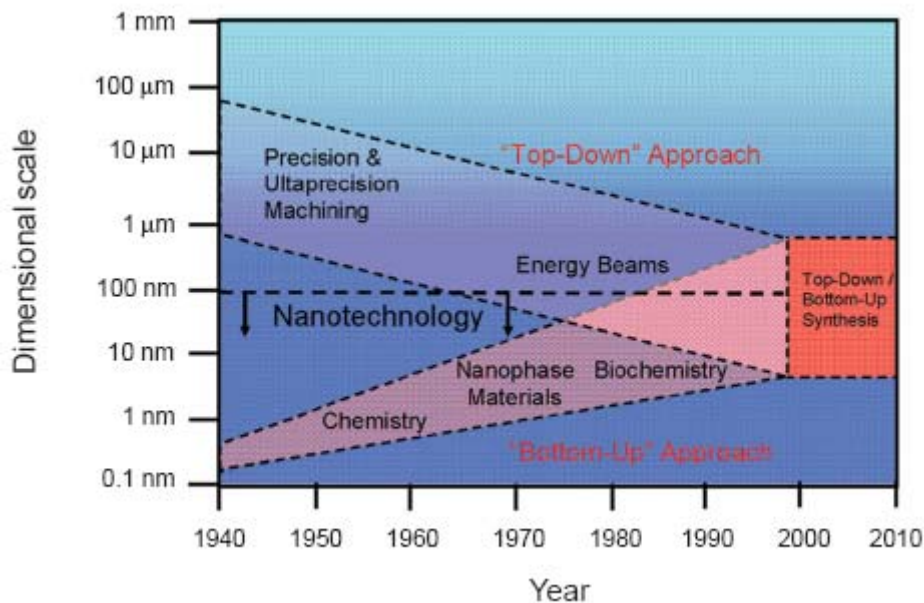 1 mm
100 μm
10 μm
1 μm
100 nm
10 nm
1 nm
0.1 nm
Dimensional scale
"Top-Down" Approach
Precision &
Ultaprecision
Machining
Energy Beams
Nanotechnology
Top-Down /
Bottom-Up
Synthesis
Nanophase
Materials
Biochemistry
Chemistry
"Bottom-Up" Approach
1940 1950 1960 1970 1980 1990 2000 2010
Year